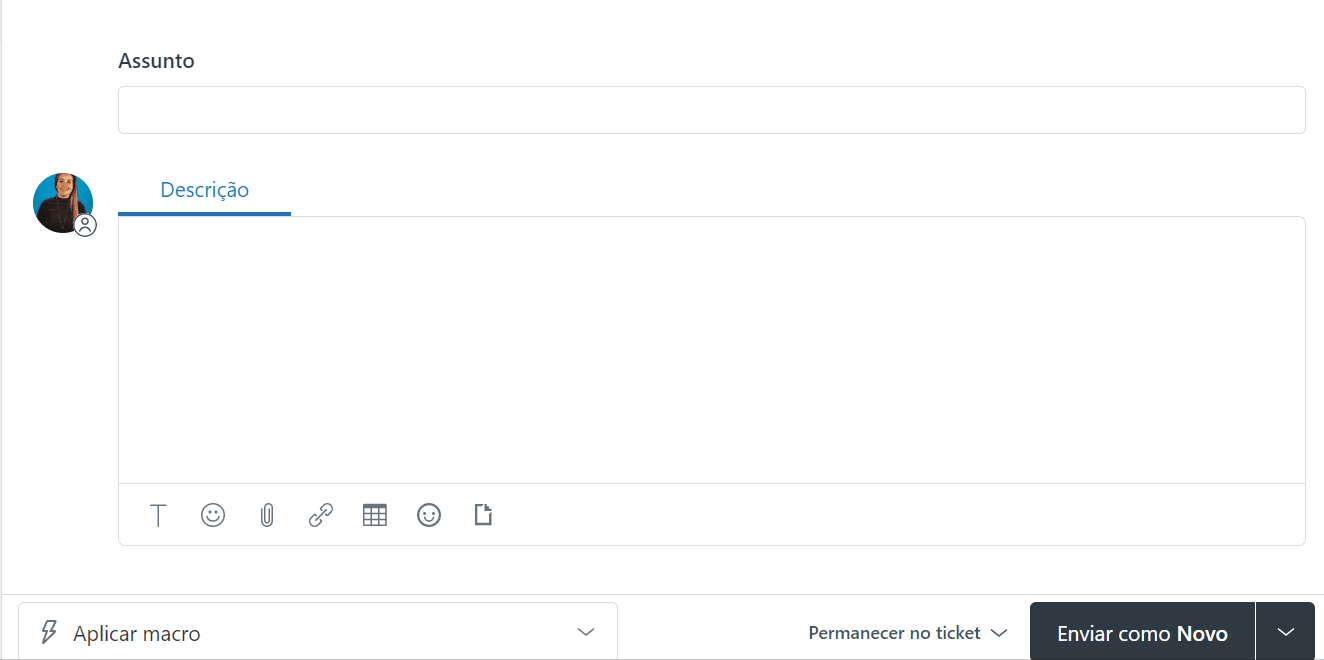 Assunto
Descrição
Aplicar macro
Permanecer no ticket
Enviar como Novo